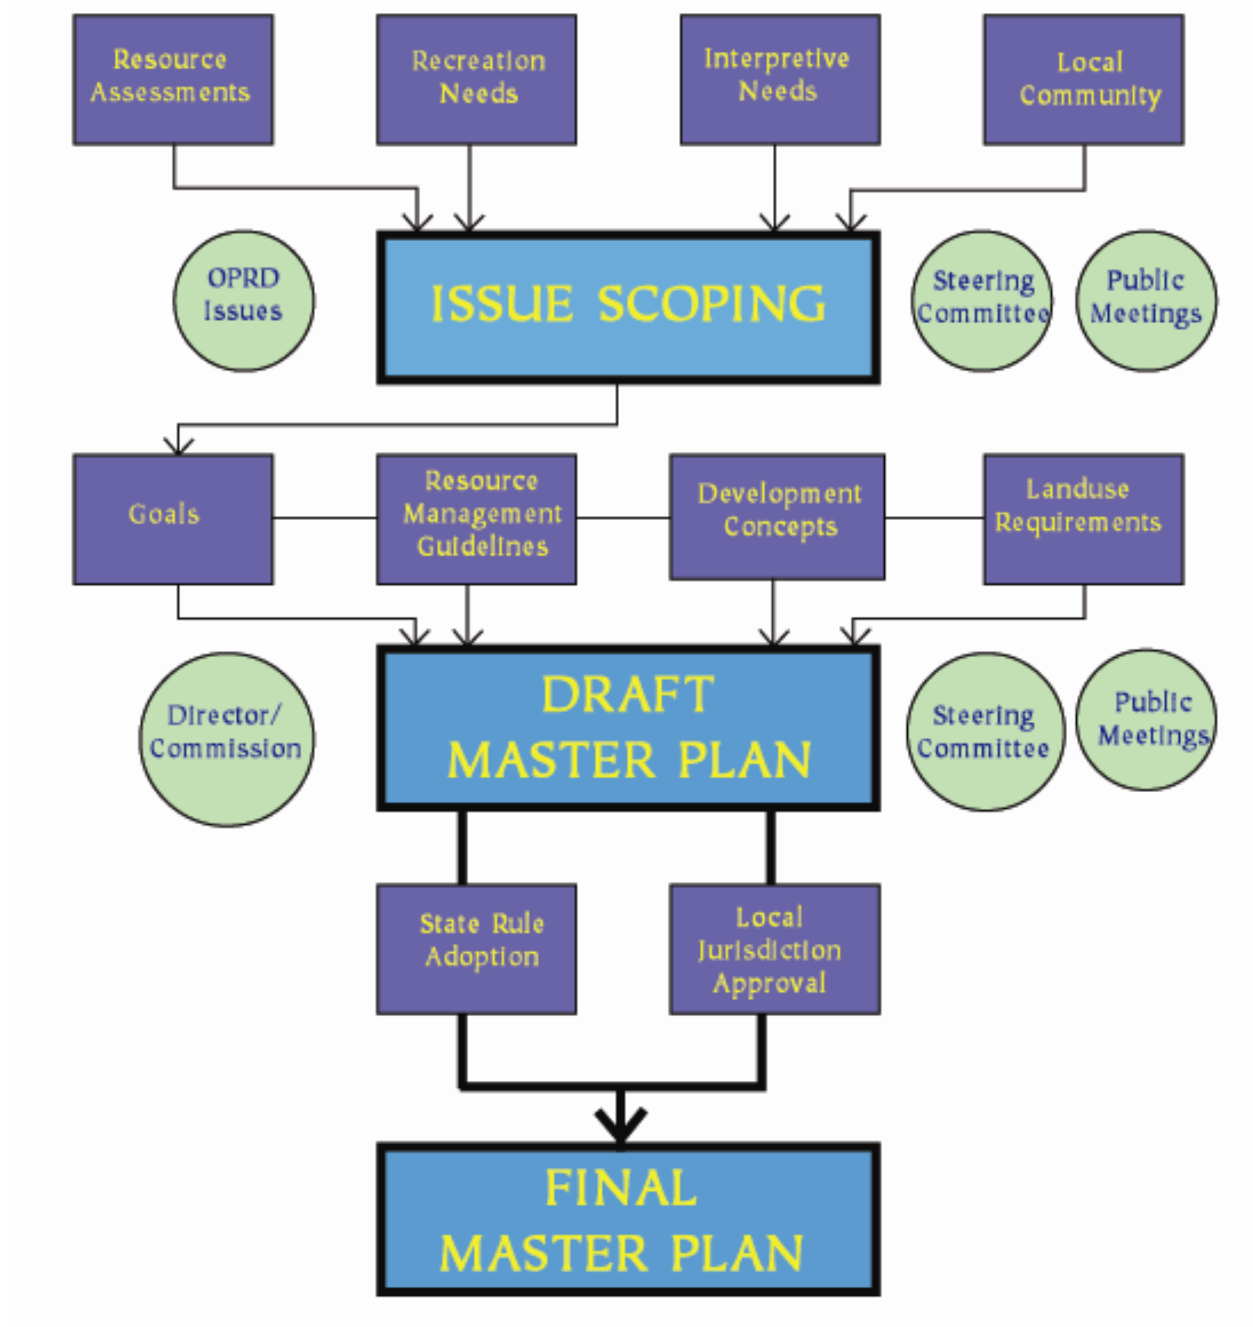 Resource
Assessments
Recreation
Needs
Interpretive
Needs
Local
Community
OPRD
Issues
ISSUE SCOPING
Steering
Committee
Public
Meetings
Goals
Resource
Management
Guidelines
Development
Concepts
Landuse
Requirements
Director/
Commission
DRAFT
MASTER PLAN
Steering
Committee
Public
Meetings
State Rule
Adoption
Local
Jurisdiction
Approval
FINAL
MASTER PLAN